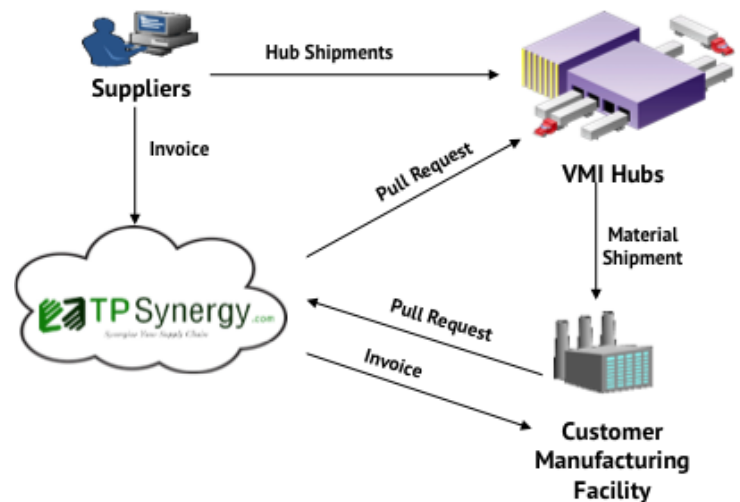 Hub Shipments
Suppliers
Invoice
Pull Request
VMI Hubs
Material
Shipment
TPSynergy.com
Synergize Your Supply Chain
Pull Request
Invoice
Customer
Manufacturing
Facility